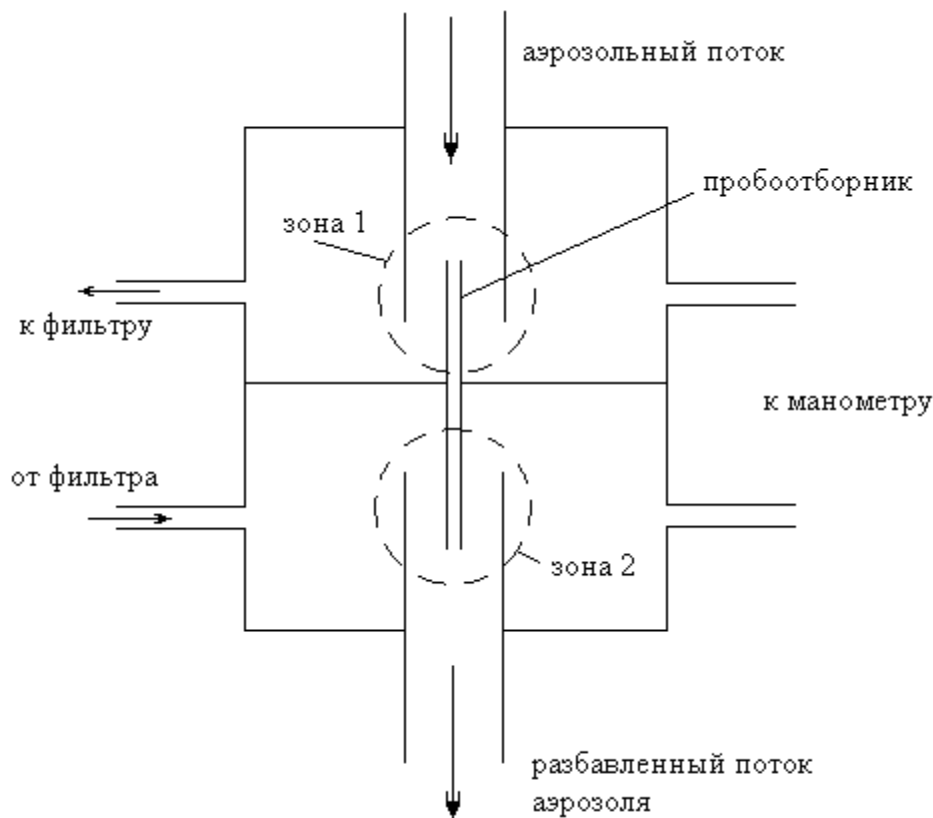 аэрозольный поток
пробоотборник
зона 1
к фильтру
к манометру
от фильтра
зона 2
разбавленный поток
аэрозоля